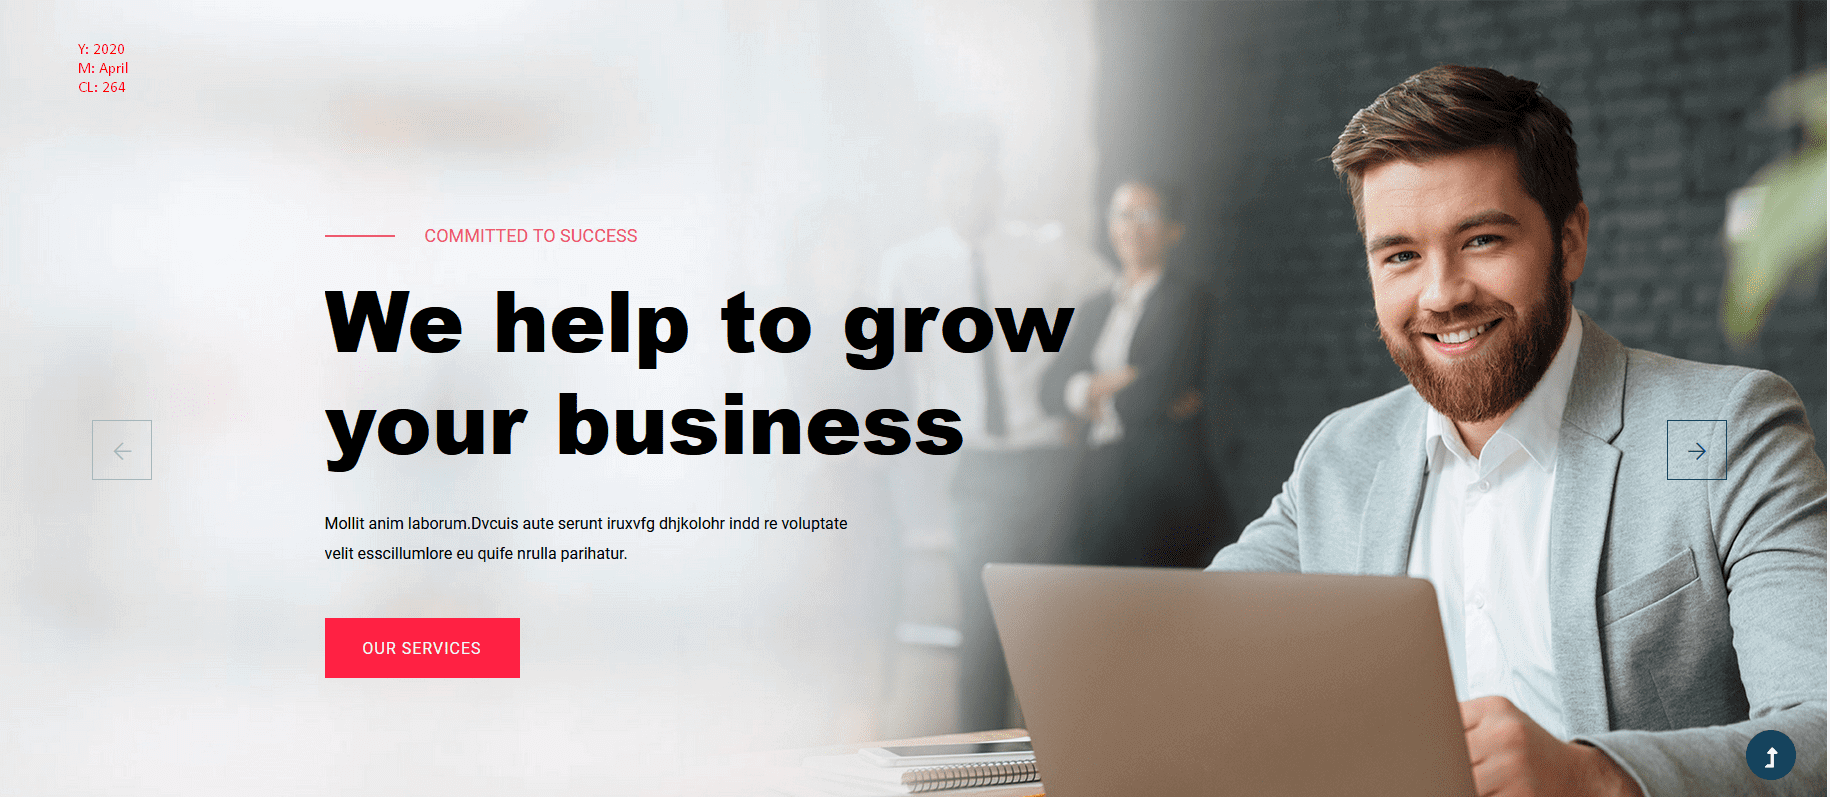 Y: 2020
M: April
CL: 264
COMMITTED TO SUCCESS
We help to grow
your business
Mollit anim laborum.Dvcuis aute serunt iruxvfg dhjkolohr indd re voluptate
velit esscillumlore eu quife nrulla parihatur.
OUR SERVICES